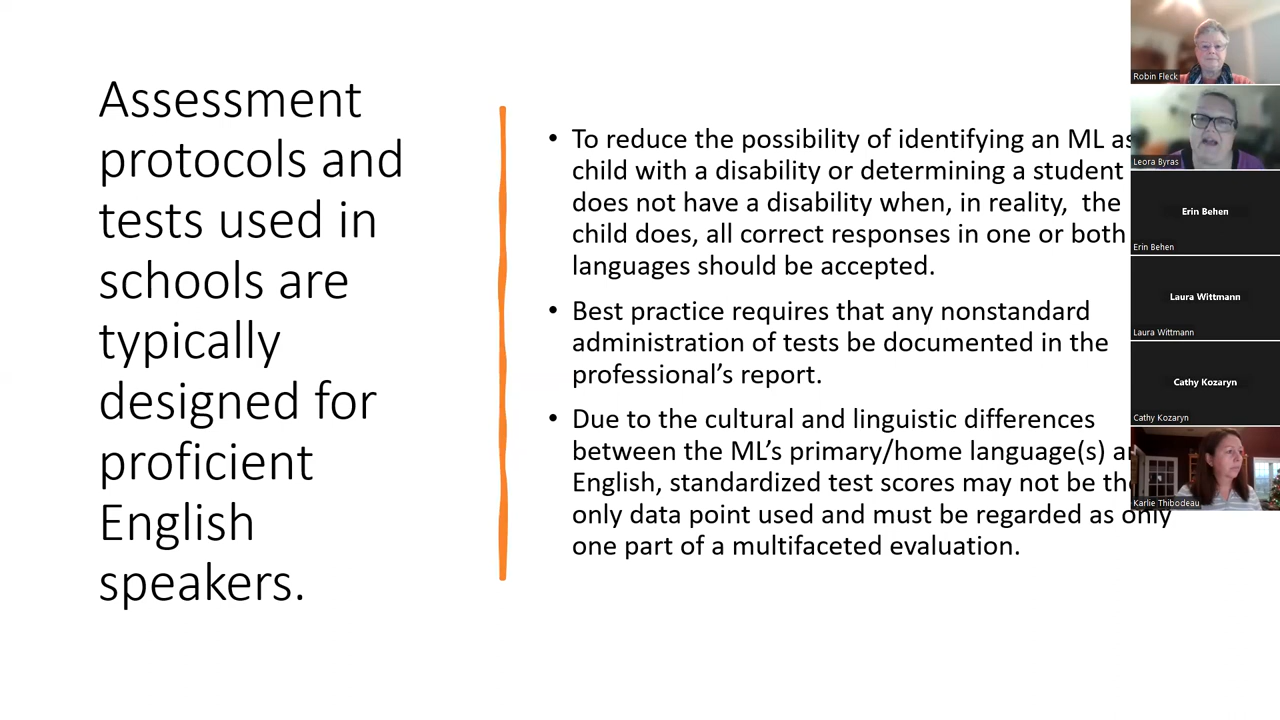 Assessment
protocols and
tests used in
schools are
typically
designed for
proficient
English
speakers.
• To reduce the possibility of identifying an ML as
child with a disability or determining a student
does not have a disability when, in reality,  the
child does, all correct responses in one or both
languages should be accepted.
• Best practice requires that any nonstandard
administration of tests be documented in the
professional’s report.
• Due to the cultural and linguistic differences
between the ML’s primary/home language(s)
English, standardized test scores may not be the
only data point used and must be regarded as only
one part of a multifaceted evaluation.
Robin Fleck
Leora Byras
Erin Behen
Erin Behen
Laura Wittmann
Laura Wittmann
Cathy Kozaryn
Cathy Kozaryn
Karlie Thibodeau